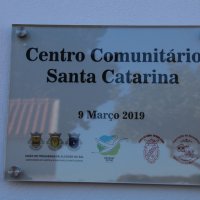 Centro Comunitário
Santa Catarina
9 Março 2019